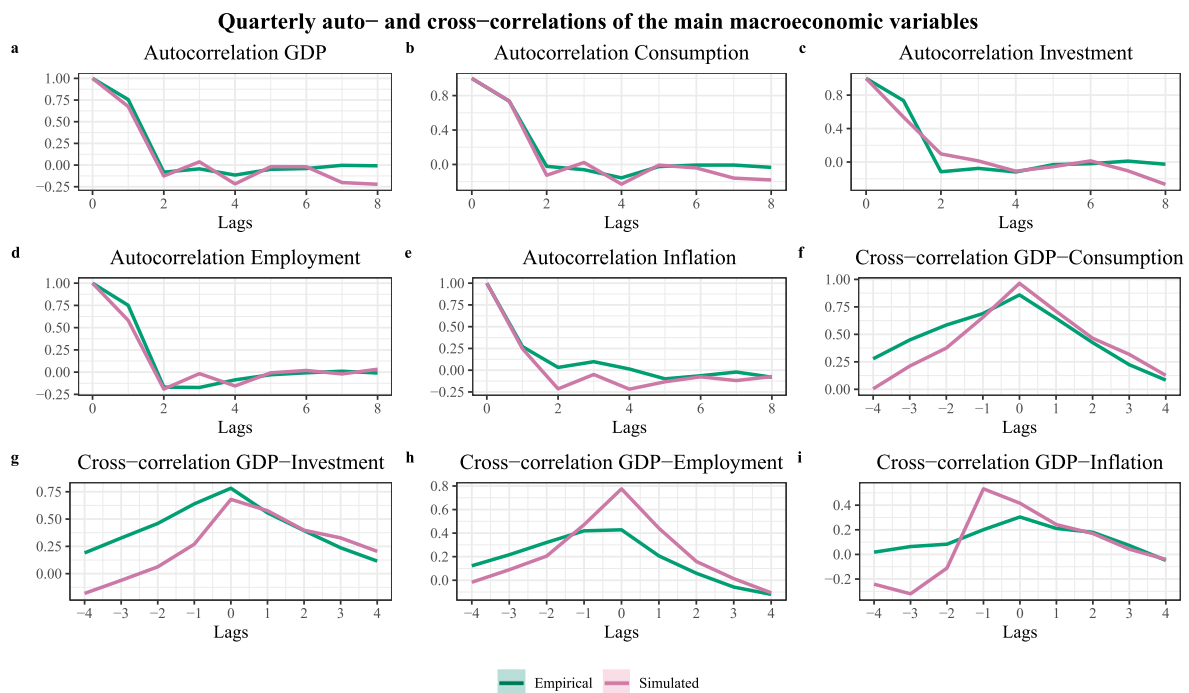 Quarterly auto− and cross−correlations of the main macroeconomic variables
a
Autocorrelation GDP
1.00
0.75
0.50
0.25
0.00
−0.25
0 2 4 6 8
Lags
b
Autocorrelation Consumption
0.8
0.4
0.0
0 2 4 6 8
Lags
c
Autocorrelation Investment
0.8
0.4
0.0
0 2 4 6 8
Lags
d
Autocorrelation Employment
1.00
0.75
0.50
0.25
0.00
−0.25
0 2 4 6 8
Lags
e
Autocorrelation Inflation
1.00
0.75
0.50
0.25
0.00
−0.25
0 2 4 6 8
Lags
f
Cross−correlation GDP−Consumption
1.00
0.75
0.50
0.25
0.00
−4 −3 −2 −1 0 1 2 3 4
Lags
g
Cross−correlation GDP−Investment
0.75
0.50
0.25
0.00
−4 −3 −2 −1 0 1 2 3 4
Lags
h
Cross−correlation GDP−Employment
0.8
0.6
0.4
0.2
0.0
−4 −3 −2 −1 0 1 2 3 4
Lags
i
Cross−correlation GDP−Inflation
0.4
0.2
0.0
−0.2
−4 −3 −2 −1 0 1 2 3 4
Lags
Empirical Simulated